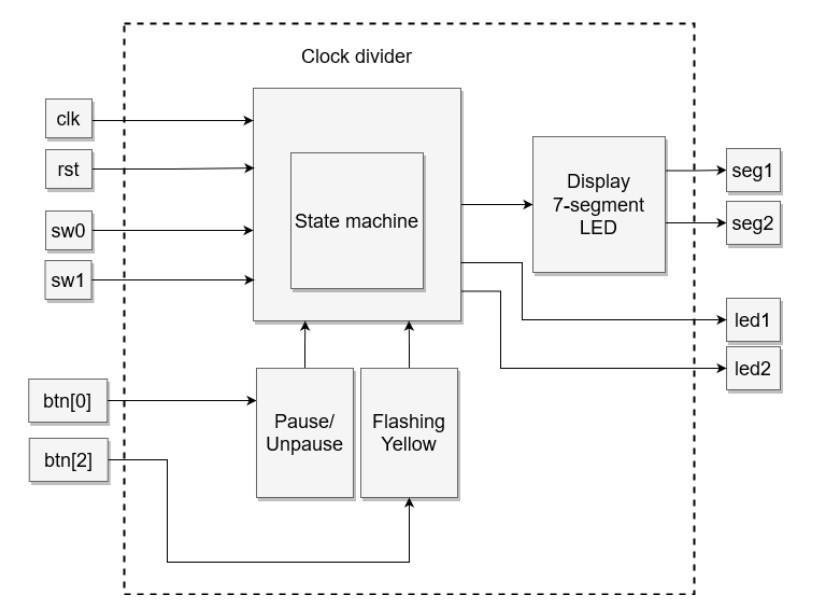 Clock divider
clk
rst
sw0
sw1
State machine
Display
7-segment
LED
seg1
seg2
led1
led2
btn[0]
btn[2]
Pause/
Unpause
Flashing
Yellow